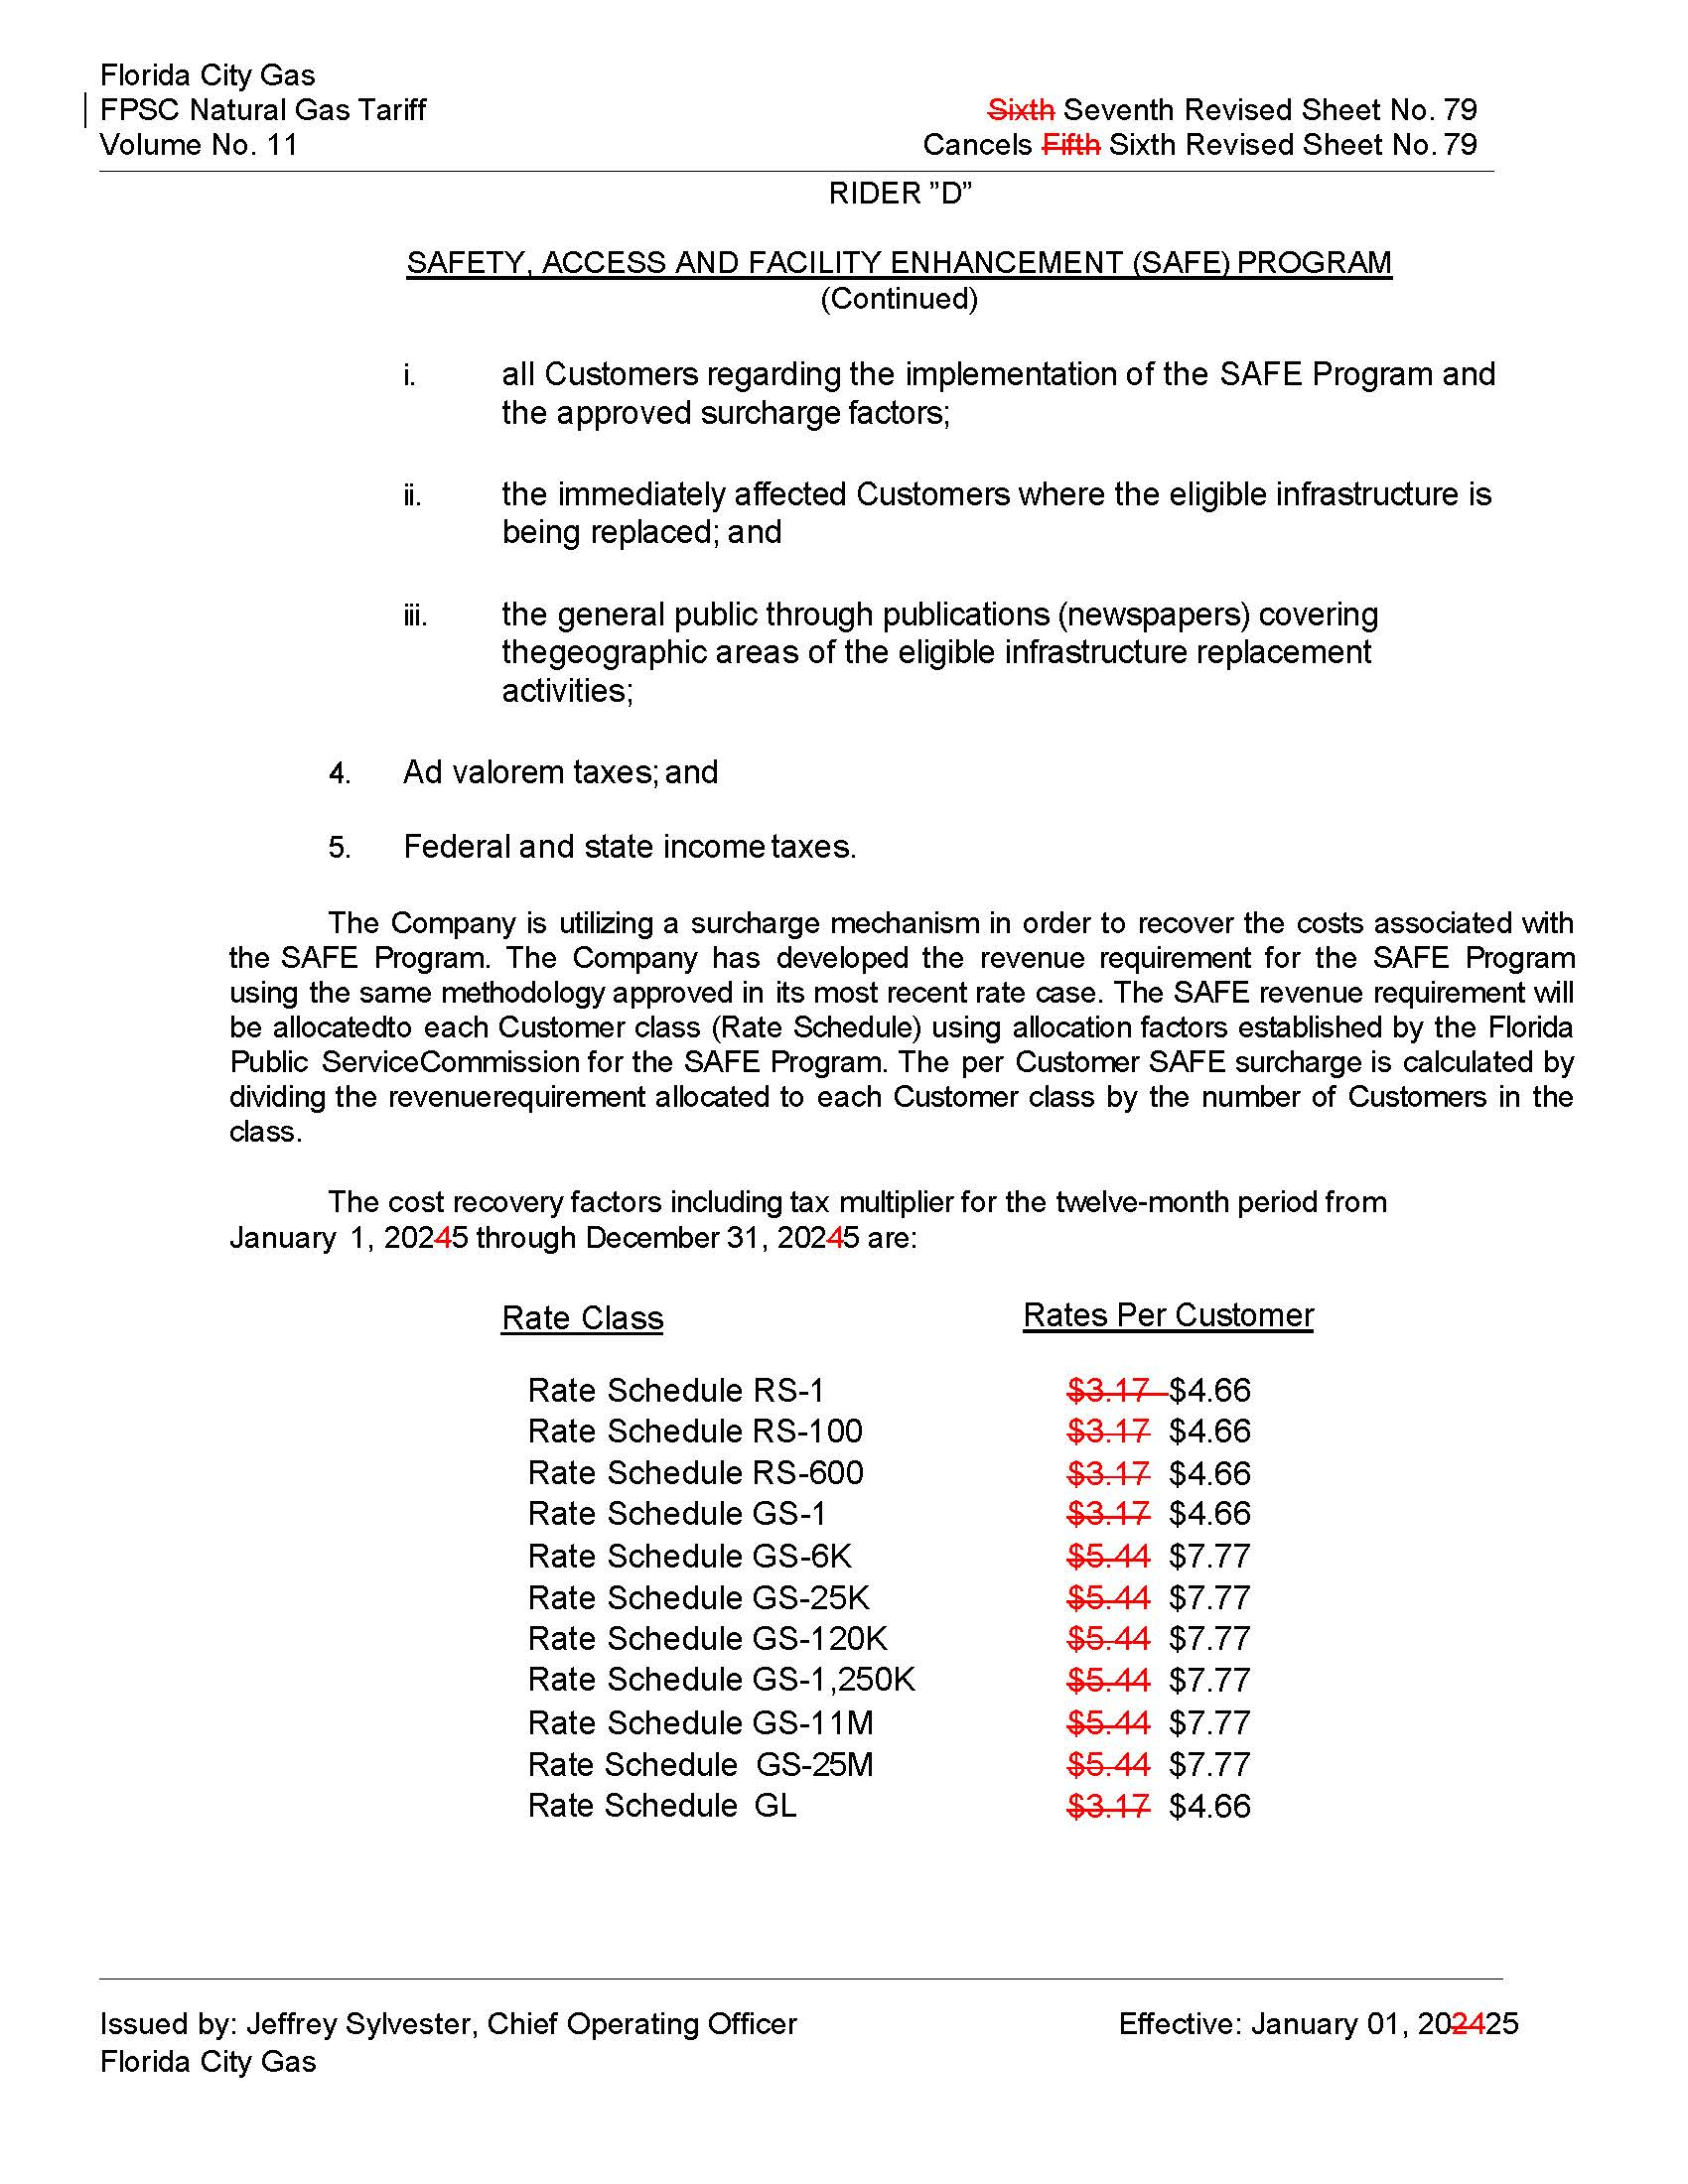 Florida City Gas
FPSC Natural Gas Tariff
Sixth Seventh Revised Sheet No. 79
Volume No. 11
Cancels Fifth Sixth Revised Sheet No. 79
RIDER ”D”
SAFETY, ACCESS AND FACILITY ENHANCEMENT (SAFE) PROGRAM
(Continued)
i. all Customers regarding the implementation of the SAFE Program and
the approved surcharge factors;
ii. the immediately affected Customers where the eligible infrastructure is
being replaced; and
iii. the general public through publications (newspapers) covering
thegeographic areas of the eligible infrastructure replacement
activities;
4. Ad valorem taxes; and
5. Federal and state income taxes.
The Company is utilizing a surcharge mechanism in order to recover the costs associated with
the SAFE Program. The Company has developed the revenue requirement for the SAFE Program
using the same methodology approved in its most recent rate case. The SAFE revenue requirement will
be allocatedto each Customer class (Rate Schedule) using allocation factors established by the Florida
Public ServiceCommission for the SAFE Program. The per Customer SAFE surcharge is calculated by
dividing the revenuerequirement allocated to each Customer class by the number of Customers in the
class.
The cost recovery factors including tax multiplier for the twelve-month period from
January 1, 20245 through December 31, 20245 are:
Rate Class Rates Per Customer
Rate Schedule RS-1 $3.17 $4.66
Rate Schedule RS-100 $3.17 $4.66
Rate Schedule RS-600 $3.17 $4.66
Rate Schedule GS-1 $3.17 $4.66
Rate Schedule GS-6K $5.44 $7.77
Rate Schedule GS-25K $5.44 $7.77
Rate Schedule GS-120K $5.44 $7.77
Rate Schedule GS-1,250K $5.44 $7.77
Rate Schedule GS-11M $5.44 $7.77
Rate Schedule GS-25M $5.44 $7.77
Rate Schedule GL $3.17 $4.66
Issued by: Jeffrey Sylvester, Chief Operating Officer
Effective: January 01, 202425
Florida City Gas